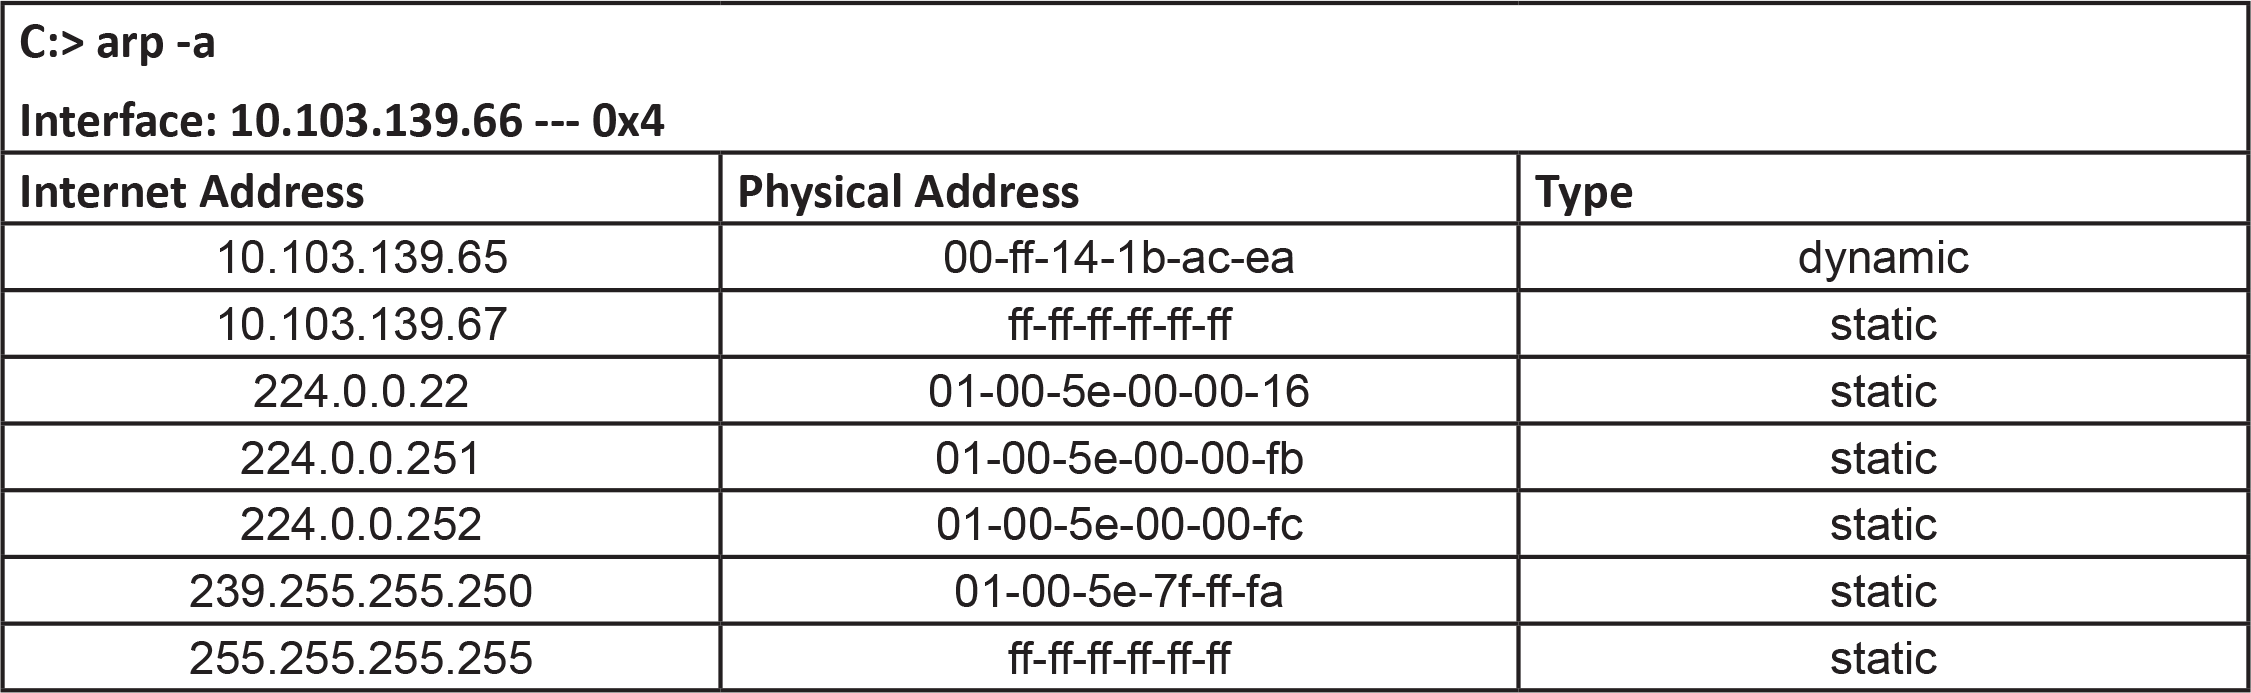 C:> arp -a
Interface: 10.103.139.66 --- 0x4
Internet Address Physical Address Type
10.103.139.65 00-ff-14-1b-ac-ea dynamic
10.103.139.67 ff-ff-ff-ff-ff-ff static
224.0.0.22 01-00-5e-00-00-16 static
224.0.0.251 01-00-5e-00-00-fb static
224.0.0.252 01-00-5e-00-00-fc static
239.255.255.250 01-00-5e-7f-ff-fa static
255.255.255.255 ff-ff-ff-ff-ff-ff static